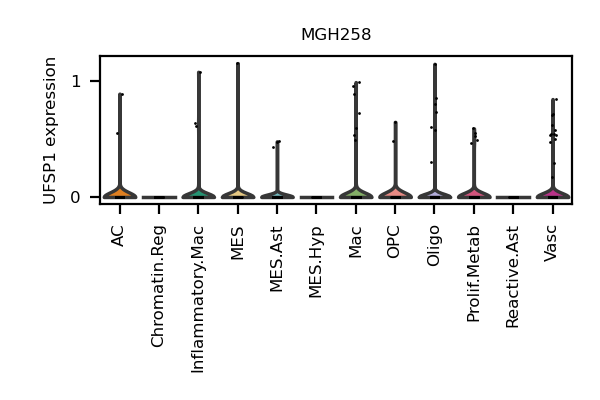 MGH258
UFSP1 expression
1
0
AC
Chromatin.Reg
Inflammatory.Mac
MES
MES.Ast
MES.Hyp
Mac
OPC
Oligo
Prolif.Metab
Reactive.Ast
Vasc